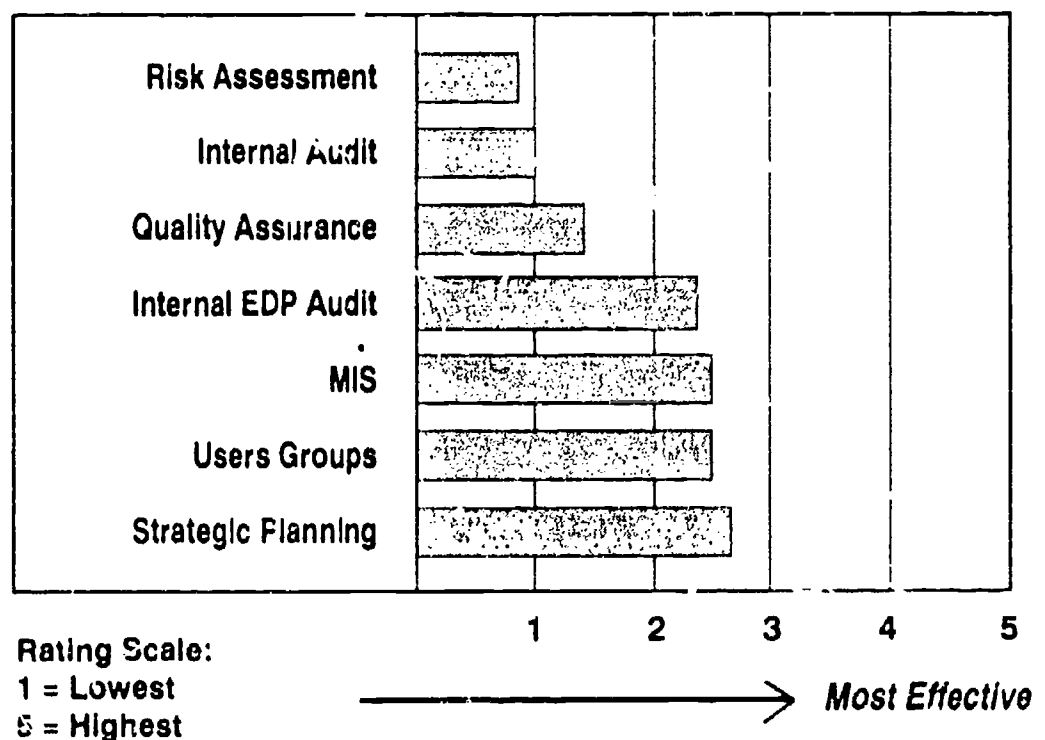 Risk Assessment
Internal Audit
Quality Assurance
Internal EDP Audit
MIS
Users Groups
Strategic Planning
1 2 3 4 5
Rating Scale:
1 = Lowest
5 = Highest
Most Effective